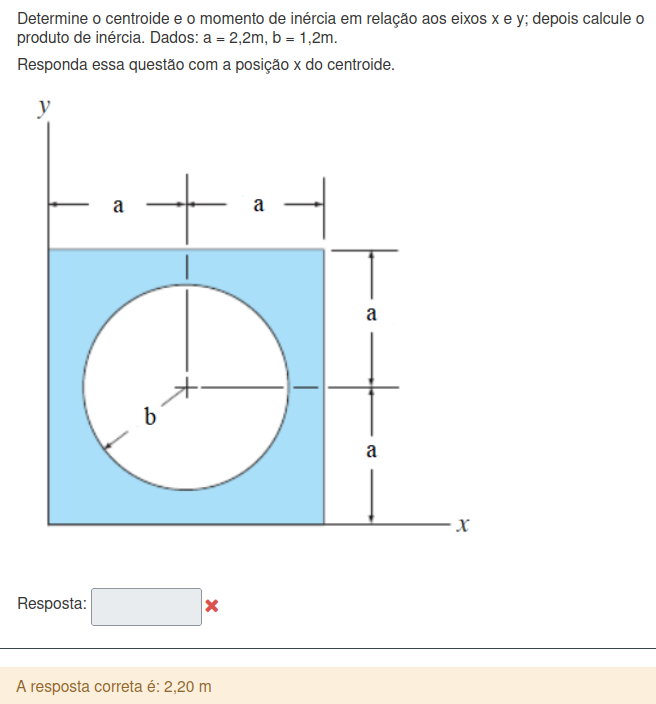 Determine o centroide e o momento de inércia em relação aos eixos x e y; depois calcule o
produto de inércia. Dados: a = 2,2m, b = 1,2m.
Responda essa questão com a posição x do centroide.
y
a
a
a
b
a
x
Resposta:
A resposta correta é: 2,20 m